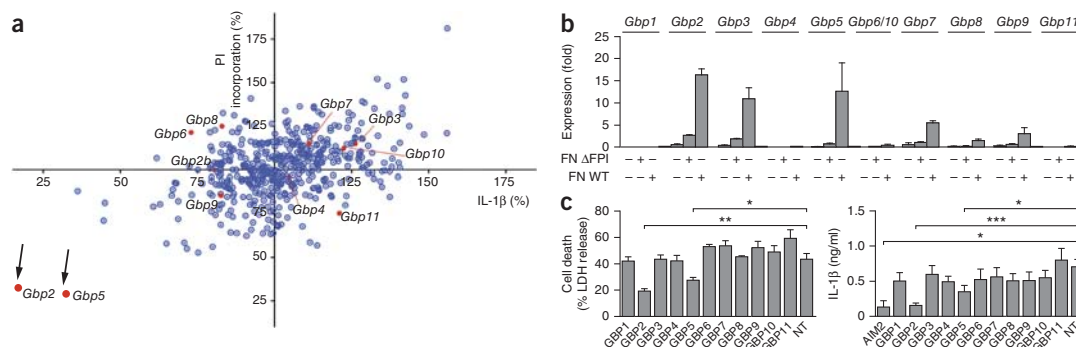 a
PI
incorporation (%)
175
150
125
75
50
25
25
50
75
125
150
175
IL-1β (%)
Gbp8
Gbp6
Gbp2b
Gbp9
Gbp7
Gbp3
Gbp10
Gbp4
Gbp11
Gbp2
Gbp5
b
Gbp1 Gbp2 Gbp3 Gbp4 Gbp5 Gbp6/10 Gbp7 Gbp8 Gbp9 Gbp11
Expression (fold)
25
20
15
10
5
0
FN ΔFPI – + – – + – – + – – + – – + – – + – – + – – + – – + – – + –
FN WT – – + – – + – – + – – + – – + – – + – – + – – + – – + – – +
c
Cell death
(% LDH release)
80
60
40
20
0
*
**
GBP1 GBP2 GBP3 GBP4 GBP5 GBP6 GBP7 GBP8 GBP9 GBP10 GBP11 NT
IL-1β (ng/ml)
1.5
1.0
0.5
0
*
***
*
AIM2 GBP1 GBP2 GBP3 GBP4 GBP5 GBP6 GBP7 GBP8 GBP9 GBP10 GBP11 NT